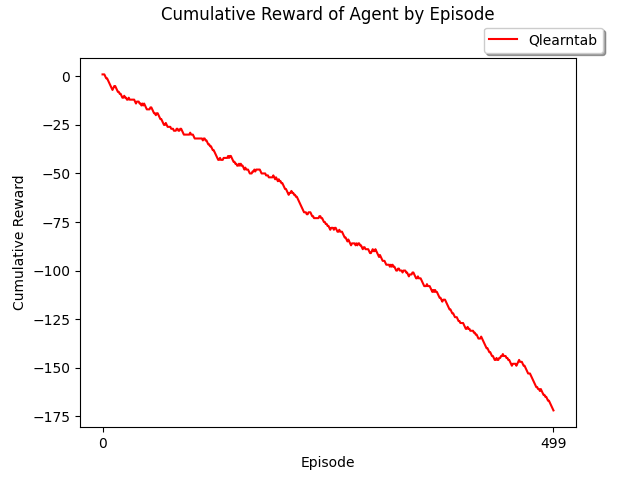 Cumulative Reward of Agent by Episode
Qlearntab
0
−25
−50
−75
−100
−125
−150
−175
Cumulative Reward
0 499
Episode